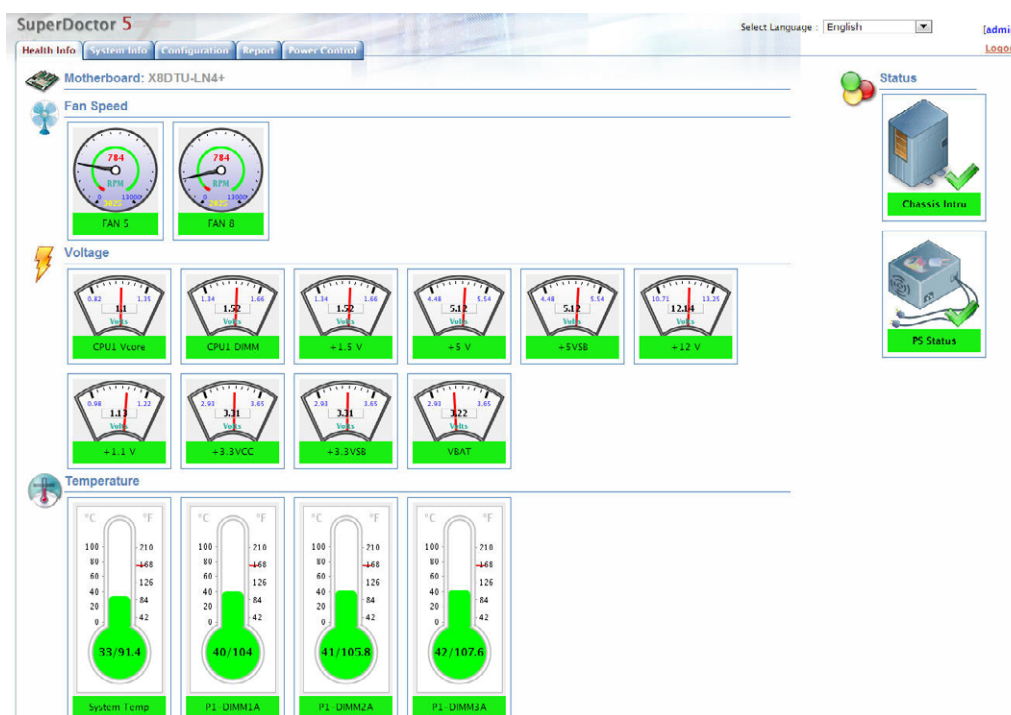 SuperDoctor 5
Select Language : English
[admi
Health Info System Info Configuration Report Power Control
Logou
Motherboard: X8DTU-LN4+
Status
Fan Speed
784 784
RPM RPM
0 13000 0 13000
3025 2025
FAN 5 FAN 8
Chassis Intru
Voltage
0.82 1.35 1.34 1.66 1.34 1.66 4.48 5.54 4.48 5.54 10.71 13.25
1.1 1.52 1.52 5.12 5.12 12.14
Volts Volts Volts Volts Volts Volts
CPU1 Vcore CPU1 DIMM +1.5 V +5 V +5VSB +12 V
PS Status
0.98 1.22 2.93 3.65 2.93 3.65 2.93 3.65
1.13 3.31 3.31 3.22
Volts Volts Volts Volts
+1.1 V +3.3VCC +3.3VSB VBAT
Temperature
°C °F °C °F °C °F °C °F
100 210 100 210 100 210 100 210
80 168 80 168 80 168 80 168
60 126 60 126 60 126 60 126
40 84 40 84 40 84 40 84
20 42 20 42 20 42 20 42
0 0 0 0
33/91.4 40/104 41/105.8 42/107.6
System Temp P1-DIMM1A P1-DIMM2A P1-DIMM3A